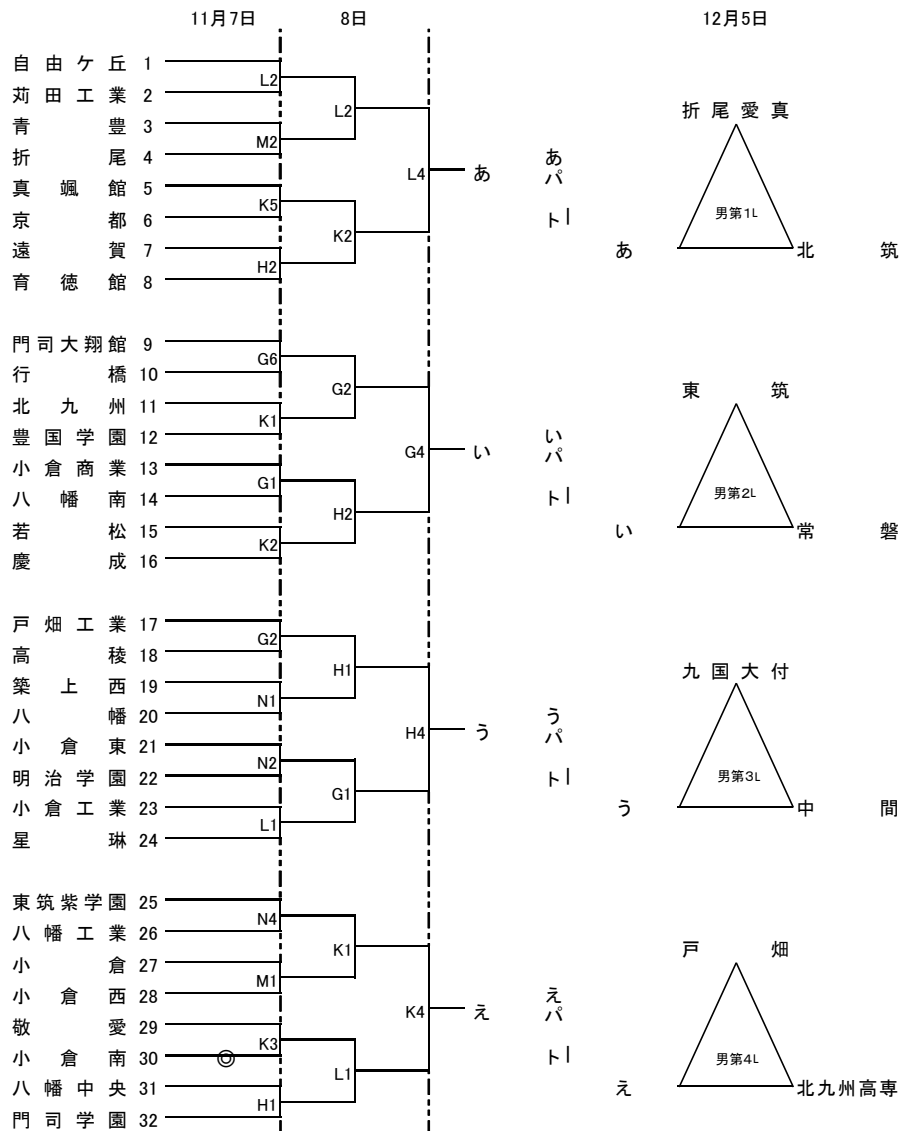 11月7日 8日 12月5日
自由ケ丘 1
L2
苅田工業 2
L2
青豊 3
M2
折尾 4
L4
あ
真颯館 5
K5
京都 6
K2
遠賀 7
H2
育徳館 8
あパート
折尾愛真
男第1L
あ
北筑
門司大翔館 9
G6
行橋 10
G2
北九州 11
K1
豊国学園 12
G4
い
小倉商業 13
G1
八幡南 14
H2
若松 15
K2
慶成 16
いパート
東筑
男第2L
い
常磐
戸畑工業 17
G2
高稜 18
H1
築上西 19
N1
八幡 20
H4
う
小倉東 21
N2
明治学園 22
G1
小倉工業 23
L1
星琳 24
うパート
九国大付
男第3L
う
中間
東筑紫学園 25
N4
八幡工業 26
K1
小倉 27
M1
小倉西 28
K4
え
敬愛 29
K3
小倉南 30 ◎
L1
八幡中央 31
H1
門司学園 32
えパート
戸畑
男第4L
え
北九州高専